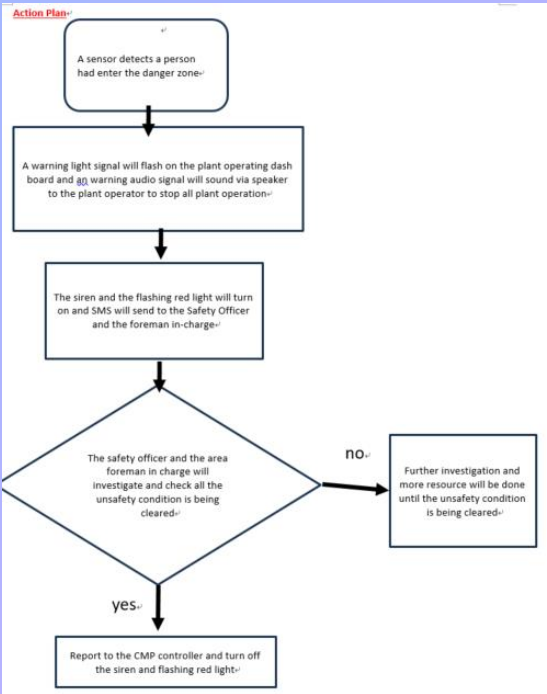 Action Plan
A sensor detects a person
had enter the danger zone
A warning light signal will flash on the plant operating dash
board and an warning audio signal will sound via speaker
to the plant operator to stop all plant operation
The siren and the flashing red light will turn
on and SMS will send to the Safety Officer
and the foreman in-charge
The safety officer and the area
foreman in charge will
investigate and check all the
unsafety condition is being
cleared
no
Further investigation and
more resource will be done
until the unsafety condition
is being cleared
yes
Report to the CMP controller and turn off
the siren and flashing red light